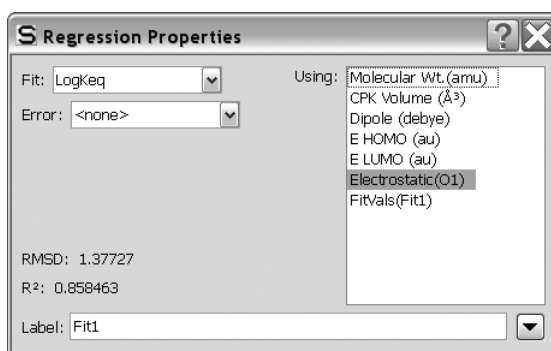 S Regression Properties ? X
Fit: LogKeq
Error: <none>
Using: Molecular Wt.(amu)
CPK Volume (Å³)
Dipole (debye)
E HOMO (au)
E LUMO (au)
Electrostatic(O1)
FitVals(Fit1)
RMSD: 1.37727
R²: 0.858463
Label: Fit1